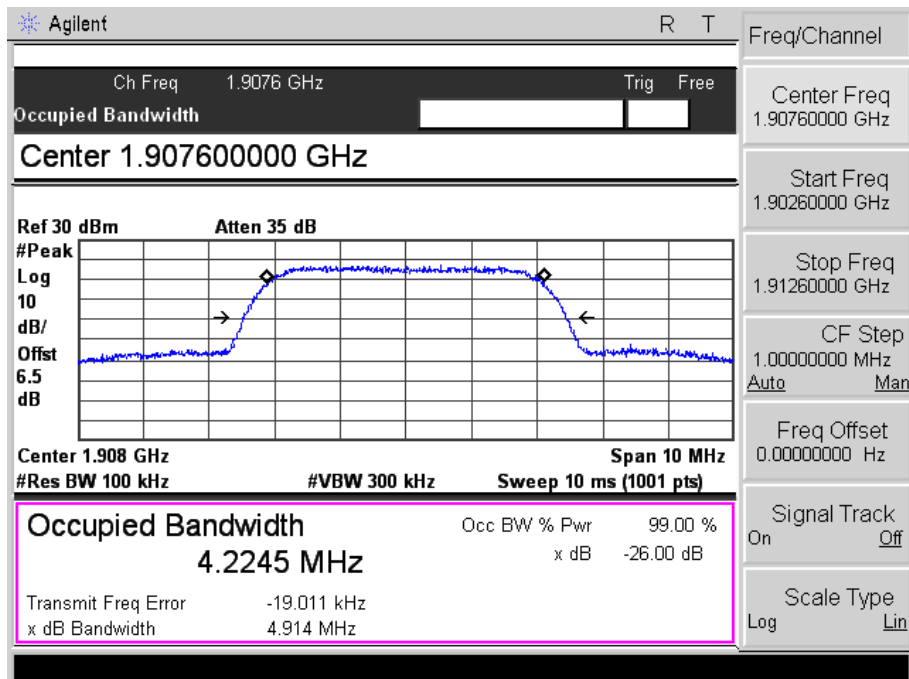 Agilent R T
Freq/Channel
Ch Freq 1.9076 GHz Trig Free
Occupied Bandwidth
Center 1.907600000 GHz
Center Freq
1.90760000 GHz
Start Freq
1.90260000 GHz
Stop Freq
1.91260000 GHz
CF Step
1.00000000 MHz
Auto Man
Freq Offset
0.00000000 Hz
Signal Track
On Off
Scale Type
Log Lin
Ref 30 dBm Atten 35 dB
#Peak
Log
10
dB/
Offst
6.5
dB
Center 1.908 GHz Span 10 MHz
#Res BW 100 kHz #VBW 300 kHz Sweep 10 ms (1001 pts)
Occupied Bandwidth Occ BW % Pwr 99.00 %
4.2245 MHz x dB -26.00 dB
Transmit Freq Error -19.011 kHz
x dB Bandwidth 4.914 MHz